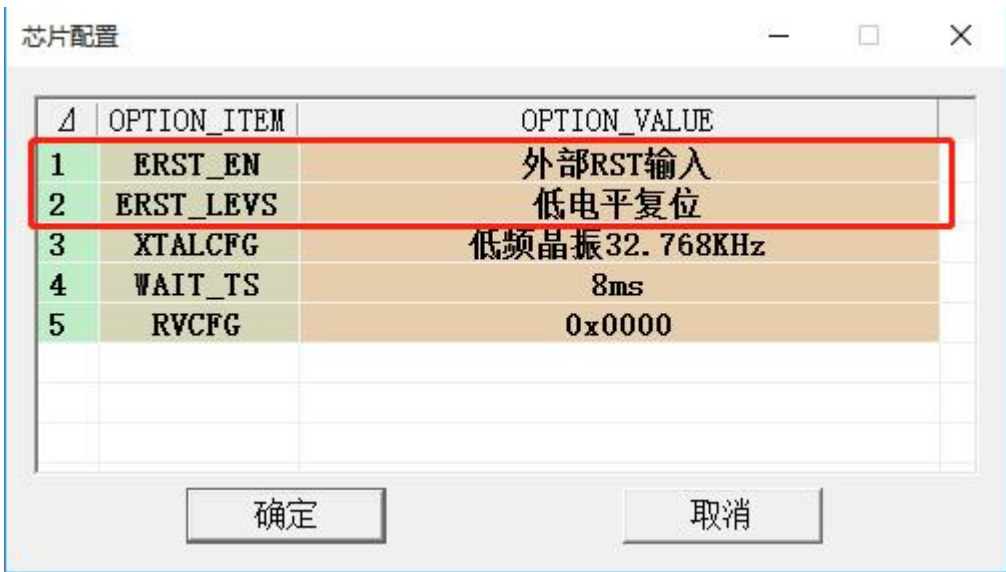 芯片配置
⊿ OPTION_ITEM OPTION_VALUE
1 ERST_EN 外部RST输入
2 ERST_LEVS 低电平复位
3 XTALCFG 低频晶振32.768KHz
4 WAIT_TS 8ms
5 RVCFG 0x0000
确定 取消